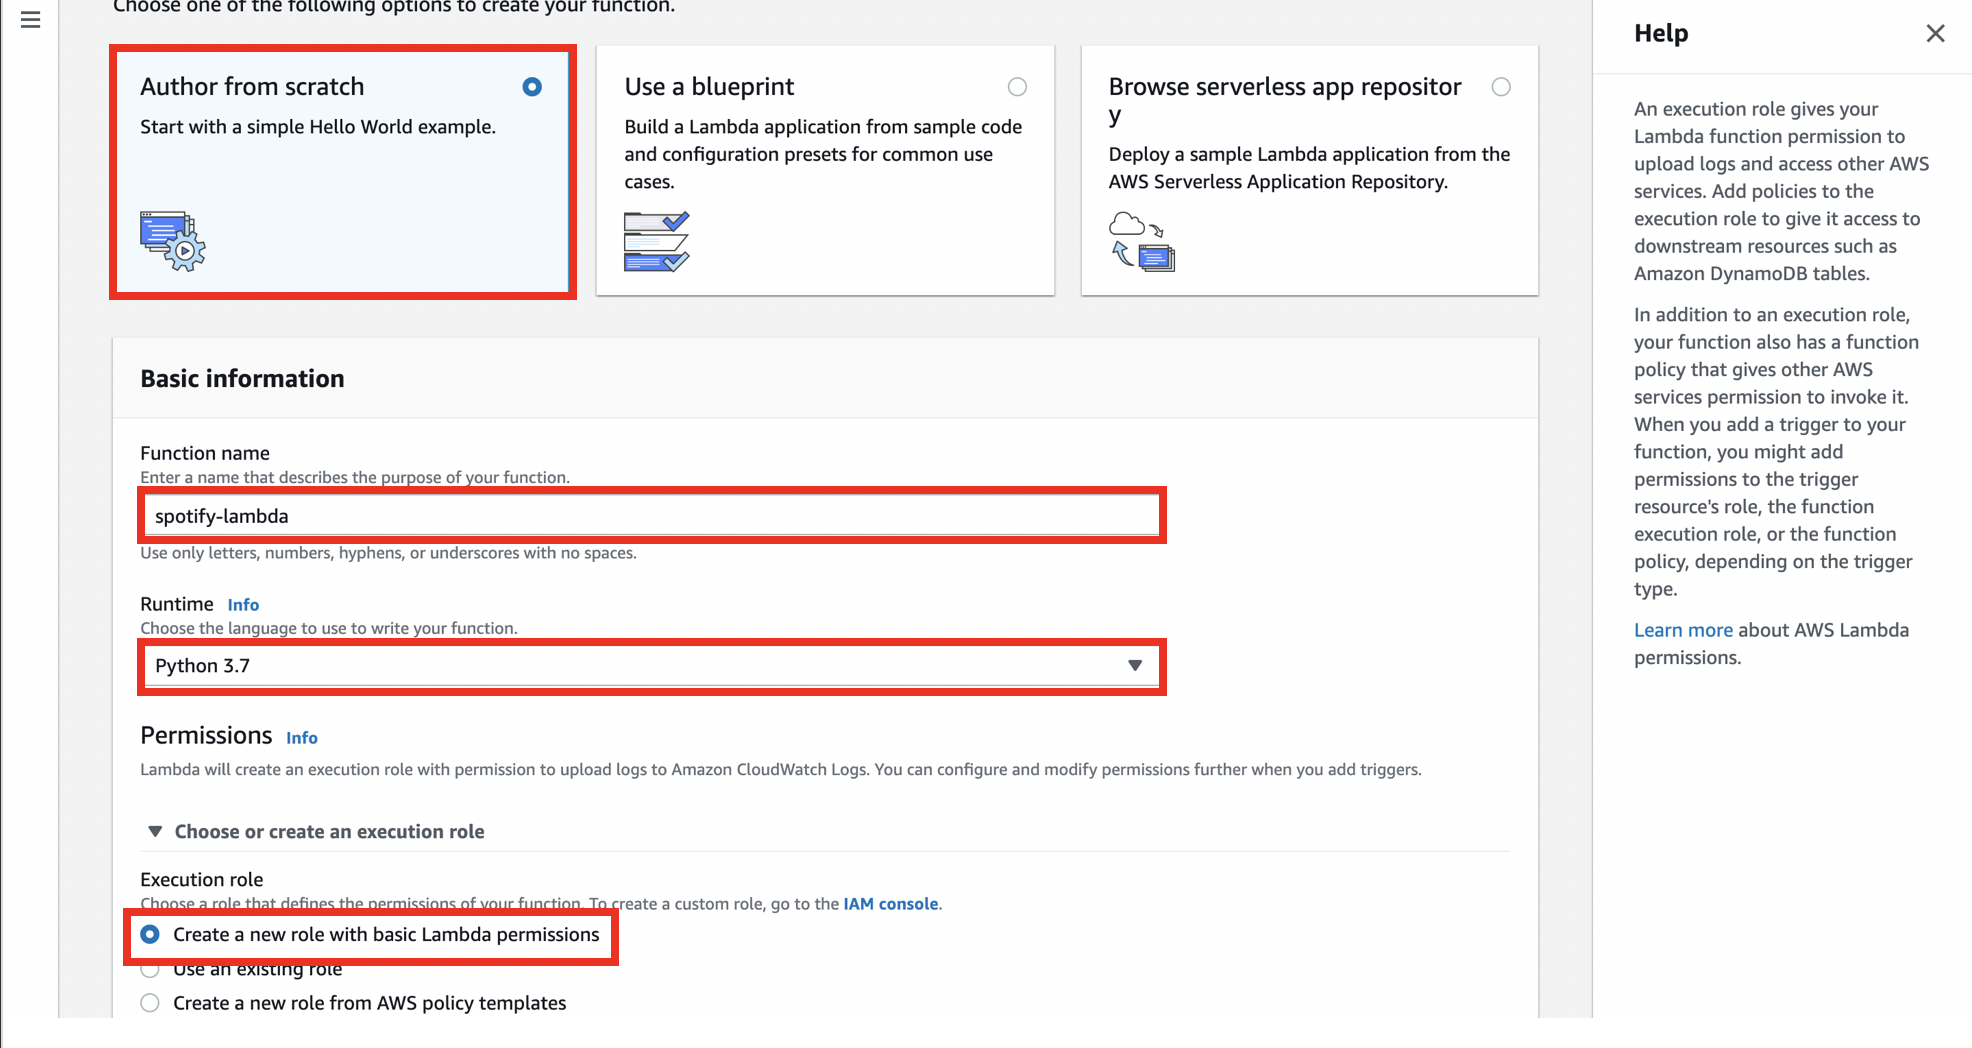 Choose one of the following options to create your function.
Author from scratch
Start with a simple Hello World example.
Use a blueprint
Build a Lambda application from sample code
and configuration presets for common use
cases.
Browse serverless app repositor
y
Deploy a sample Lambda application from the
AWS Serverless Application Repository.
Basic information
Function name
Enter a name that describes the purpose of your function.
spotify-lambda
Use only letters, numbers, hyphens, or underscores with no spaces.
Runtime Info
Choose the language to use to write your function.
Python 3.7
Permissions Info
Lambda will create an execution role with permission to upload logs to Amazon CloudWatch Logs. You can configure and modify permissions further when you add triggers.
Choose or create an execution role
Execution role
Choose a role that defines the permissions of your function. To create a custom role, go to the IAM console.
Create a new role with basic Lambda permissions
Use an existing role
Create a new role from AWS policy templates
Help
An execution role gives your
Lambda function permission to
upload logs and access other AWS
services. Add policies to the
execution role to give it access to
downstream resources such as
Amazon DynamoDB tables.
In addition to an execution role,
your function also has a function
policy that gives other AWS
services permission to invoke it.
When you add a trigger to your
function, you might add
permissions to the trigger
resource's role, the function
execution role, or the function
policy, depending on the trigger
type.
Learn more about AWS Lambda
permissions.